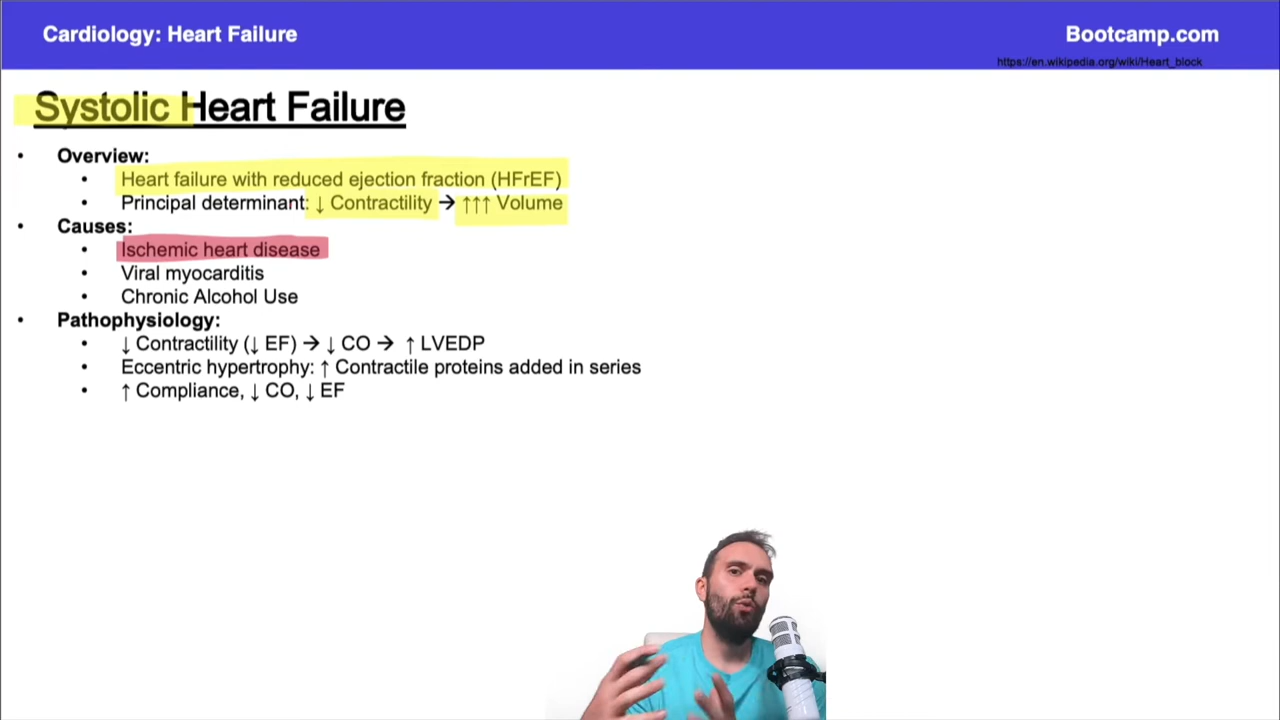 Cardiology: Heart Failure
Bootcamp.com
https://en.wikipedia.org/wiki/Heart_block
Systolic Heart Failure
• Overview:
• Heart failure with reduced ejection fraction (HFrEF)
• Principal determinant: ↓ Contractility → ↑↑↑ Volume
• Causes:
• Ischemic heart disease
• Viral myocarditis
• Chronic Alcohol Use
• Pathophysiology:
• ↓ Contractility (↓ EF) → ↓ CO → ↑ LVEDP
• Eccentric hypertrophy: ↑ Contractile proteins added in series
• ↑ Compliance, ↓ CO, ↓ EF